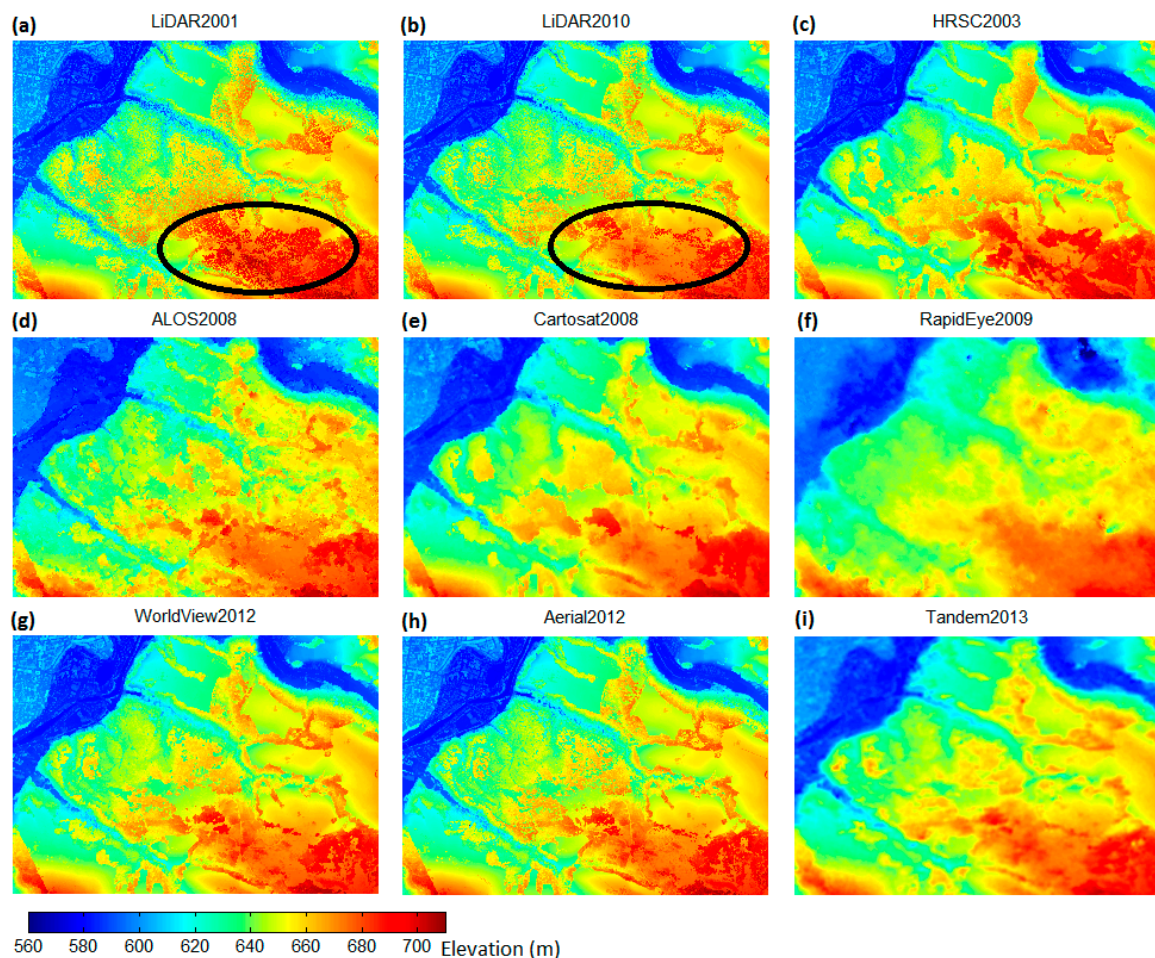 (a) LiDAR2001
(b) LiDAR2010
(c) HRSC2003
(d) ALOS2008
(e) Cartosat2008
(f) RapidEye2009
(g) WorldView2012
(h) Aerial2012
(i) Tandem2013
560 580 600 620 640 660 680 700 Elevation (m)